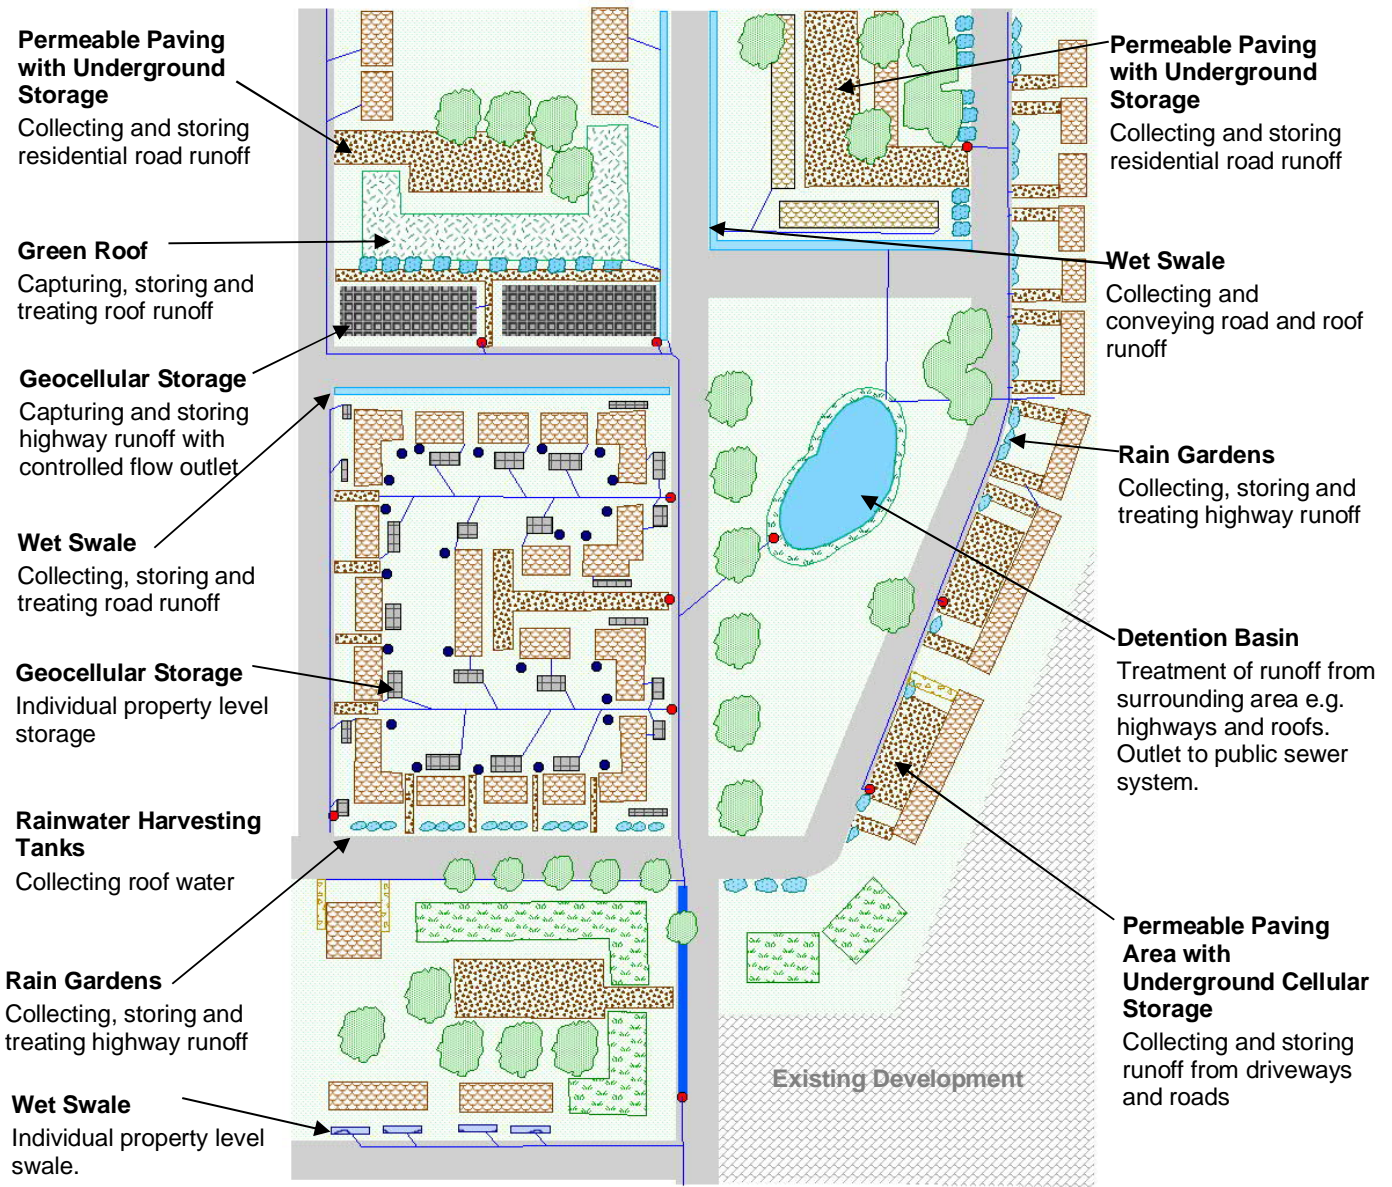 Permeable Paving
with Underground
Storage
Collecting and storing
residential road runoff
Green Roof
Capturing, storing and
treating roof runoff
Geocellular Storage
Capturing and storing
highway runoff with
controlled flow outlet
Wet Swale
Collecting, storing and
treating road runoff
Geocellular Storage
Individual property level
storage
Rainwater Harvesting
Tanks
Collecting roof water
Rain Gardens
Collecting, storing and
treating highway runoff
Wet Swale
Individual property level
swale.
Permeable Paving
with Underground
Storage
Collecting and storing
residential road runoff
Wet Swale
Collecting and
conveying road and roof
runoff
Rain Gardens
Collecting, storing and
treating highway runoff
Detention Basin
Treatment of runoff from
surrounding area e.g.
highways and roofs.
Outlet to public sewer
system.
Permeable Paving
Area with
Underground Cellular
Storage
Collecting and storing
runoff from driveways
and roads
Existing Development